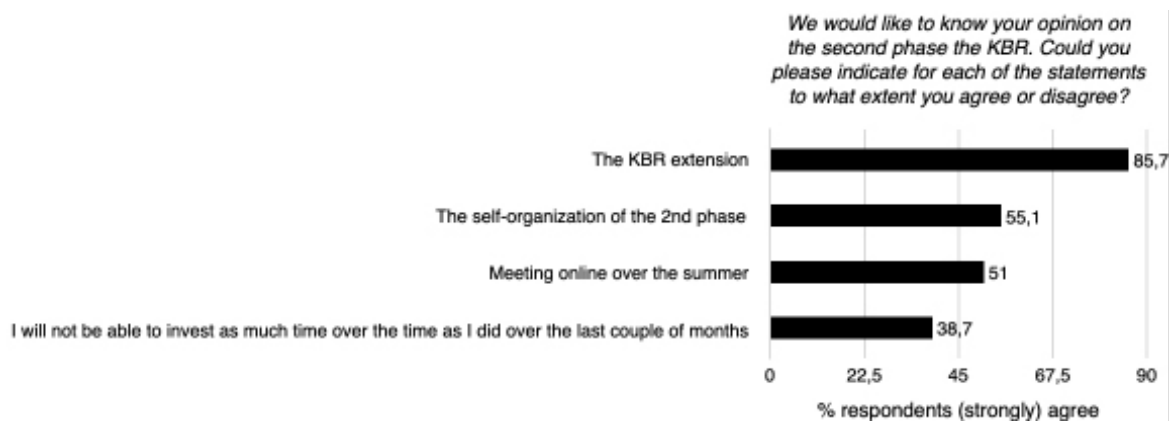 We would like to know your opinion on
the second phase the KBR. Could you
please indicate for each of the statements
to what extent you agree or disagree?
The KBR extension 85,7
The self-organization of the 2nd phase 55,1
Meeting online over the summer 51
I will not be able to invest as much time over the time as I did over the last couple of months 38,7
0 22,5 45 67,5 90
% respondents (strongly) agree